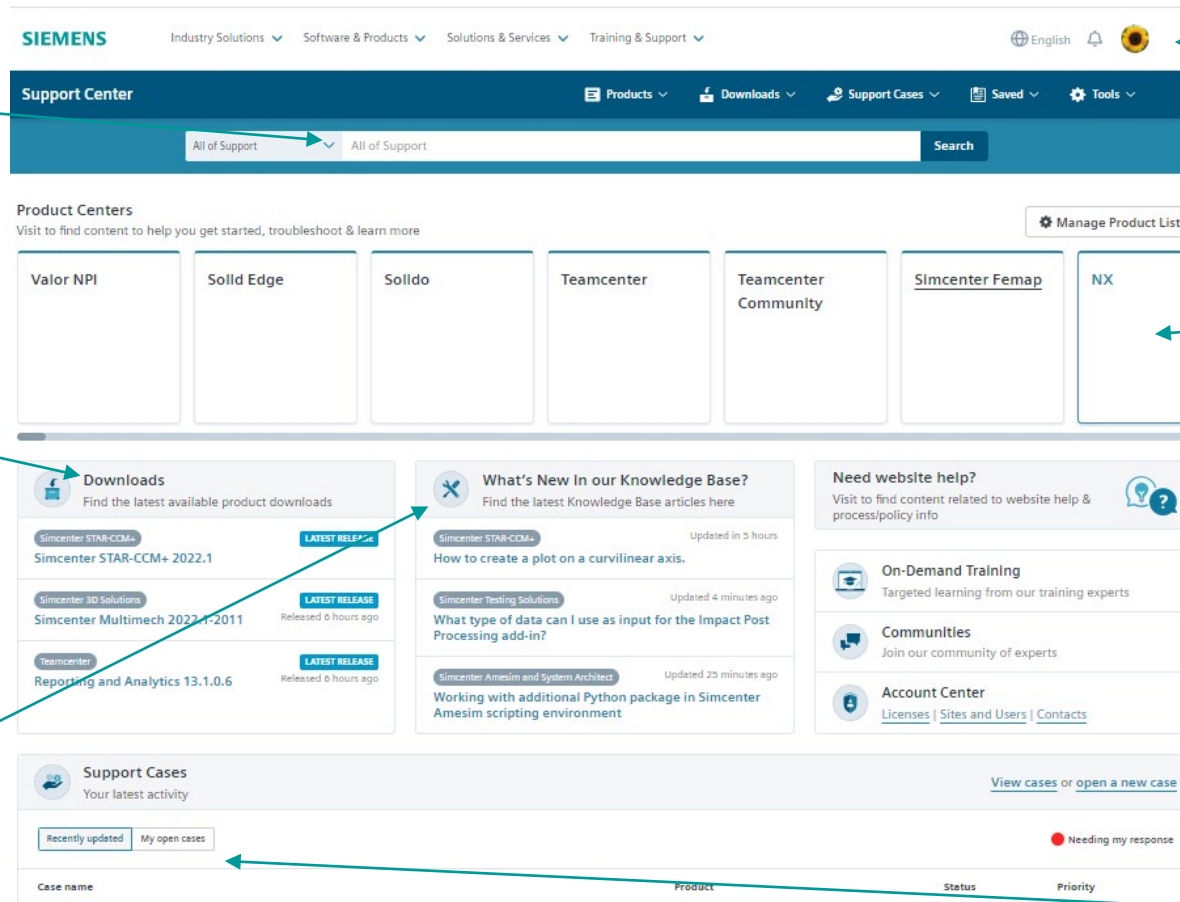 SIEMENS
Industry Solutions
Software & Products
Solutions & Services
Training & Support
English
Support Center
Products
Downloads
Support Cases
Saved
Tools
All of Support
All of Support
Search
Product Centers
Visit to find content to help you get started, troubleshoot & learn more
Manage Product List
Valor NPI
Solid Edge
Solido
Teamcenter
Teamcenter
Community
Simcenter Femap
NX
Downloads
Find the latest available product downloads
Simcenter STAR-CCM+
LATEST RELEASE
Simcenter STAR-CCM+ 2022.1
Simcenter 3D Solutions
LATEST RELEASE
Simcenter Multimech 2022.1-2011
Released 6 hours ago
Teamcenter
LATEST RELEASE
Reporting and Analytics 13.1.0.6
Released 6 hours ago
What's New In our Knowledge Base?
Find the latest Knowledge Base articles here
Simcenter STAR-CCM+
Updated in 5 hours
How to create a plot on a curvilinear axis.
Simcenter Testing Solutions
Updated 4 minutes ago
What type of data can I use as input for the Impact Post
Processing add-in?
Simcenter Amesim and System Architect
Updated 25 minutes ago
Working with additional Python package in Simcenter
Amesim scripting environment
Need website help?
Visit to find content related to website help &
process/policy info
?
On-Demand Training
Targeted learning from our training experts
Communities
Join our community of experts
Account Center
Licenses | Sites and Users | Contacts
Support Cases
Your latest activity
View cases or open a new case
Recently updated
My open cases
Needing my response
Case name
Product
Status
Priority